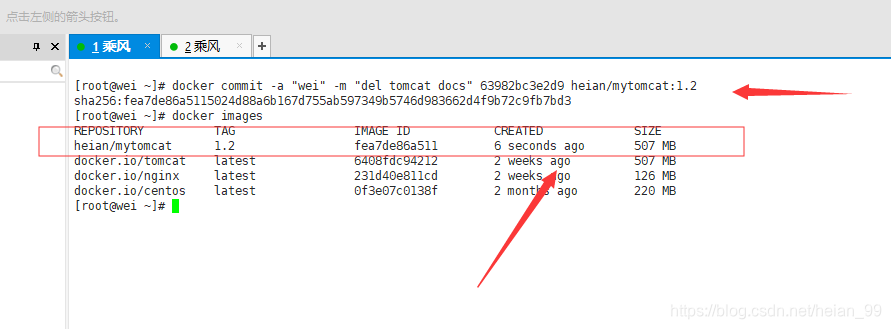 点击左侧的箭头按钮。
1 乘风 × 2 乘风 × +
[root@wei ~]# docker commit -a "wei" -m "del tomcat docs" 63982bc3e2d9 heian/mytomcat:1.2
sha256:fea7de86a5115024d88a6b167d755ab597349b5746d983662d4f9b72c9fb7bd3
[root@wei ~]# docker images
REPOSITORY TAG IMAGE ID CREATED SIZE
heian/mytomcat 1.2 fea7de86a511 6 seconds ago 507 MB
docker.io/tomcat latest 6408fdc94212 2 weeks ago 507 MB
docker.io/nginx latest 231d40e811cd 2 weeks ago 126 MB
docker.io/centos latest 0f3e07c0138f 2 months ago 220 MB
[root@wei ~]#
https://blog.csdn.net/heian_99